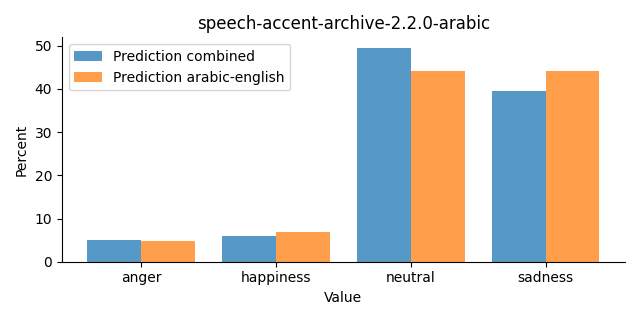 speech-accent-archive-2.2.0-arabic
Prediction combined
Prediction arabic-english
Percent
50
40
30
20
10
0
anger happiness neutral sadness
Value